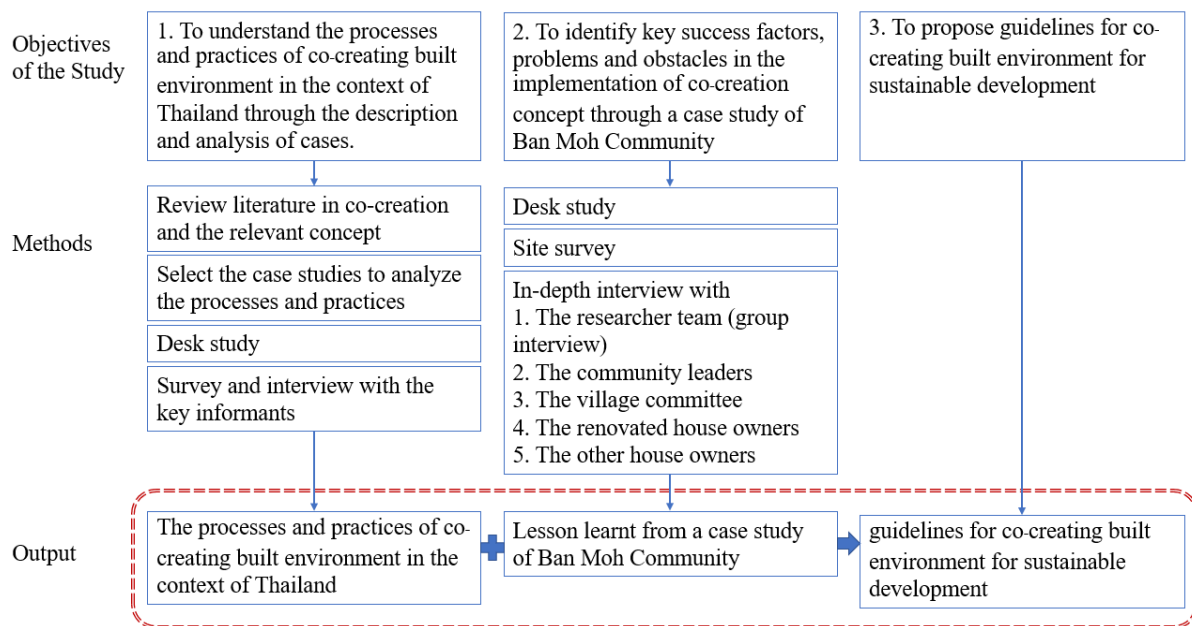 Objectives
of the Study
1. To understand the processes
and practices of co-creating built
environment in the context of
Thailand through the description
and analysis of cases.
2. To identify key success factors,
problems and obstacles in the
implementation of co-creation
concept through a case study of
Ban Moh Community
3. To propose guidelines for co-
creating built environment for
sustainable development
Methods
Review literature in co-creation
and the relevant concept
Select the case studies to analyze
the processes and practices
Desk study
Survey and interview with the
key informants
Desk study
Site survey
In-depth interview with
1. The researcher team (group
interview)
2. The community leaders
3. The village committee
4. The renovated house owners
5. The other house owners
Output
The processes and practices of co-
creating built environment in the
context of Thailand
Lesson learnt from a case study
of Ban Moh Community
guidelines for co-creating built
environment for sustainable
development